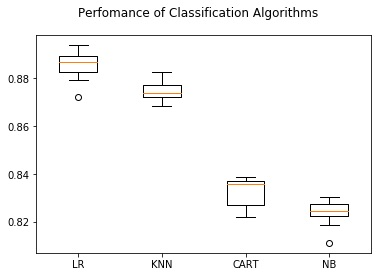 Perfomance of Classification Algorithms
0.88
0.86
0.84
0.82
LR KNN CART NB